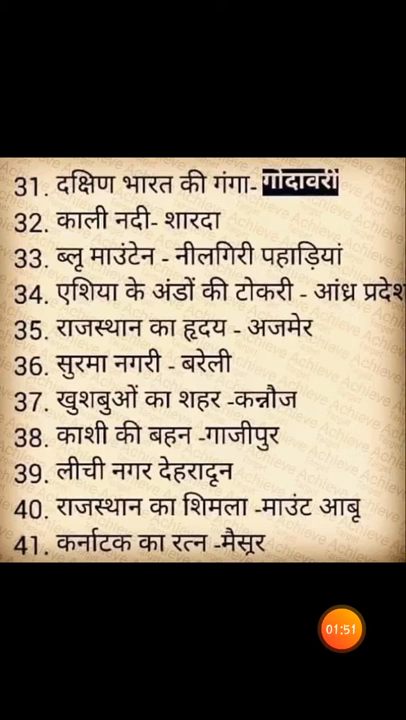 31. दक्षिण भारत की गंगा- गोदावरी
32. काली नदी- शारदा
33. ब्लू माउंटेन - नीलगिरी पहाड़ियां
34. एशिया के अंडों की टोकरी - आंध्र प्रदेश
35. राजस्थान का हृदय - अजमेर
36. सुरमा नगरी - बरेली
37. खुशबुओं का शहर -कन्नौज
38. काशी की बहन -गाजीपुर
39. लीची नगर देहरादून
40. राजस्थान का शिमला -माउंट आबू
41. कर्नाटक का रत्न -मैसूर
01:51